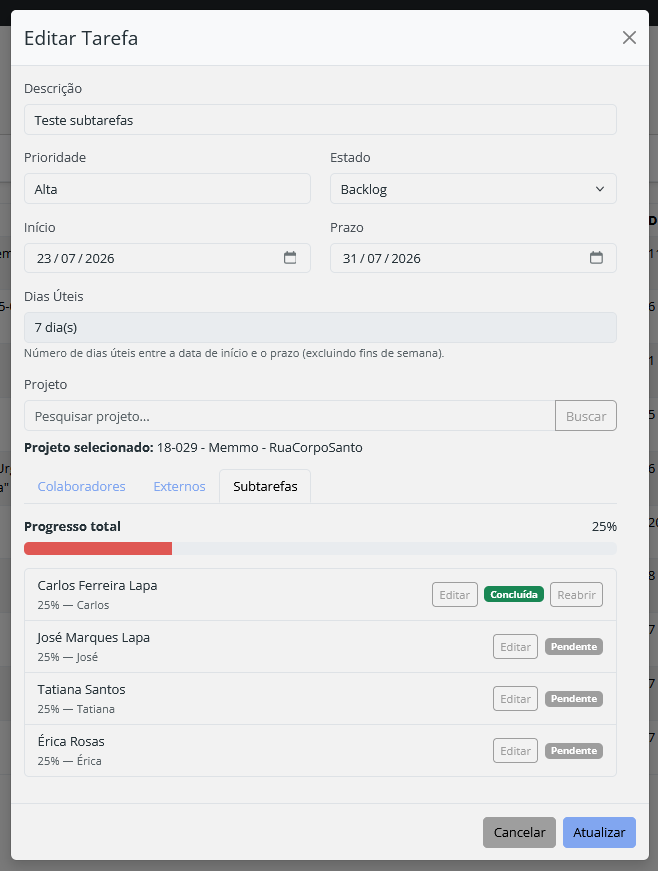 Editar Tarefa
Descrição
Teste subtarefas
Prioridade
Estado
Alta
Backlog
Início
Prazo
23/07/2026
31/07/2026
Dias Úteis
7 dia(s)
Número de dias úteis entre a data de início e o prazo (excluindo fins de semana).
Projeto
Pesquisar projeto...
Buscar
Projeto selecionado: 18-029 - Memmo - RuaCorpoSanto
Colaboradores
Externos
Subtarefas
Progresso total
25%
Carlos Ferreira Lapa
25% — Carlos
Editar
Concluída
Reabrir
José Marques Lapa
25% — José
Editar
Pendente
Tatiana Santos
25% — Tatiana
Editar
Pendente
Érica Rosas
25% — Érica
Editar
Pendente
Cancelar
Atualizar